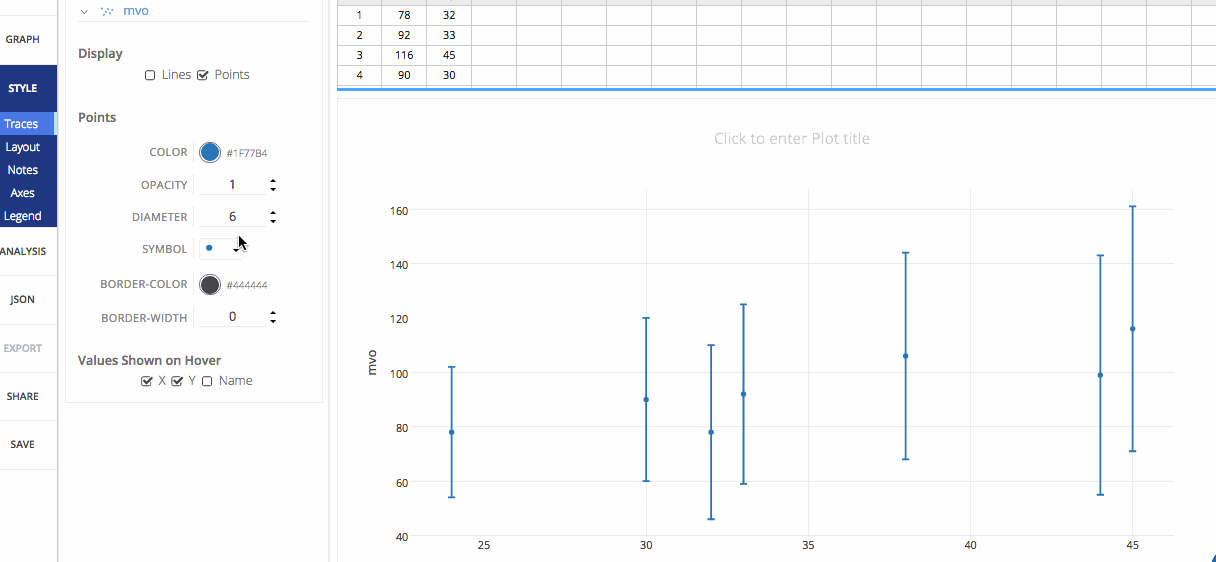 mvo
GRAPH
STYLE
Traces
Layout
Notes
Axes
Legend
ANALYSIS
JSON
EXPORT
SHARE
SAVE
Display
Lines Points
Points
COLOR #1F77B4
OPACITY 1
DIAMETER 6
SYMBOL
BORDER-COLOR #444444
BORDER-WIDTH 0
Values Shown on Hover
X Y Name
1 78 32
2 92 33
3 116 45
4 90 30
Click to enter Plot title
mvo
160
140
120
100
80
60
40
25 30 35 40 45